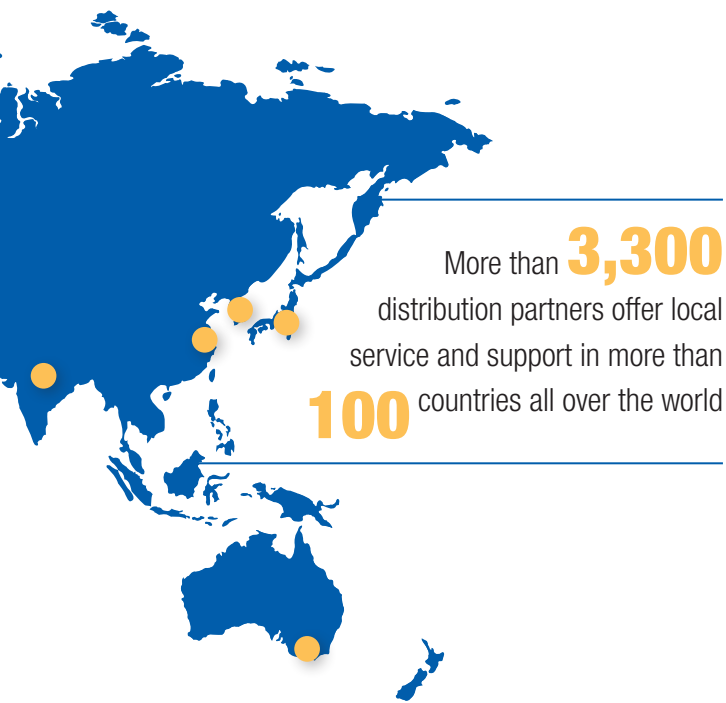 More than 3,300
distribution partners offer local
service and support in more than
100 countries all over the world